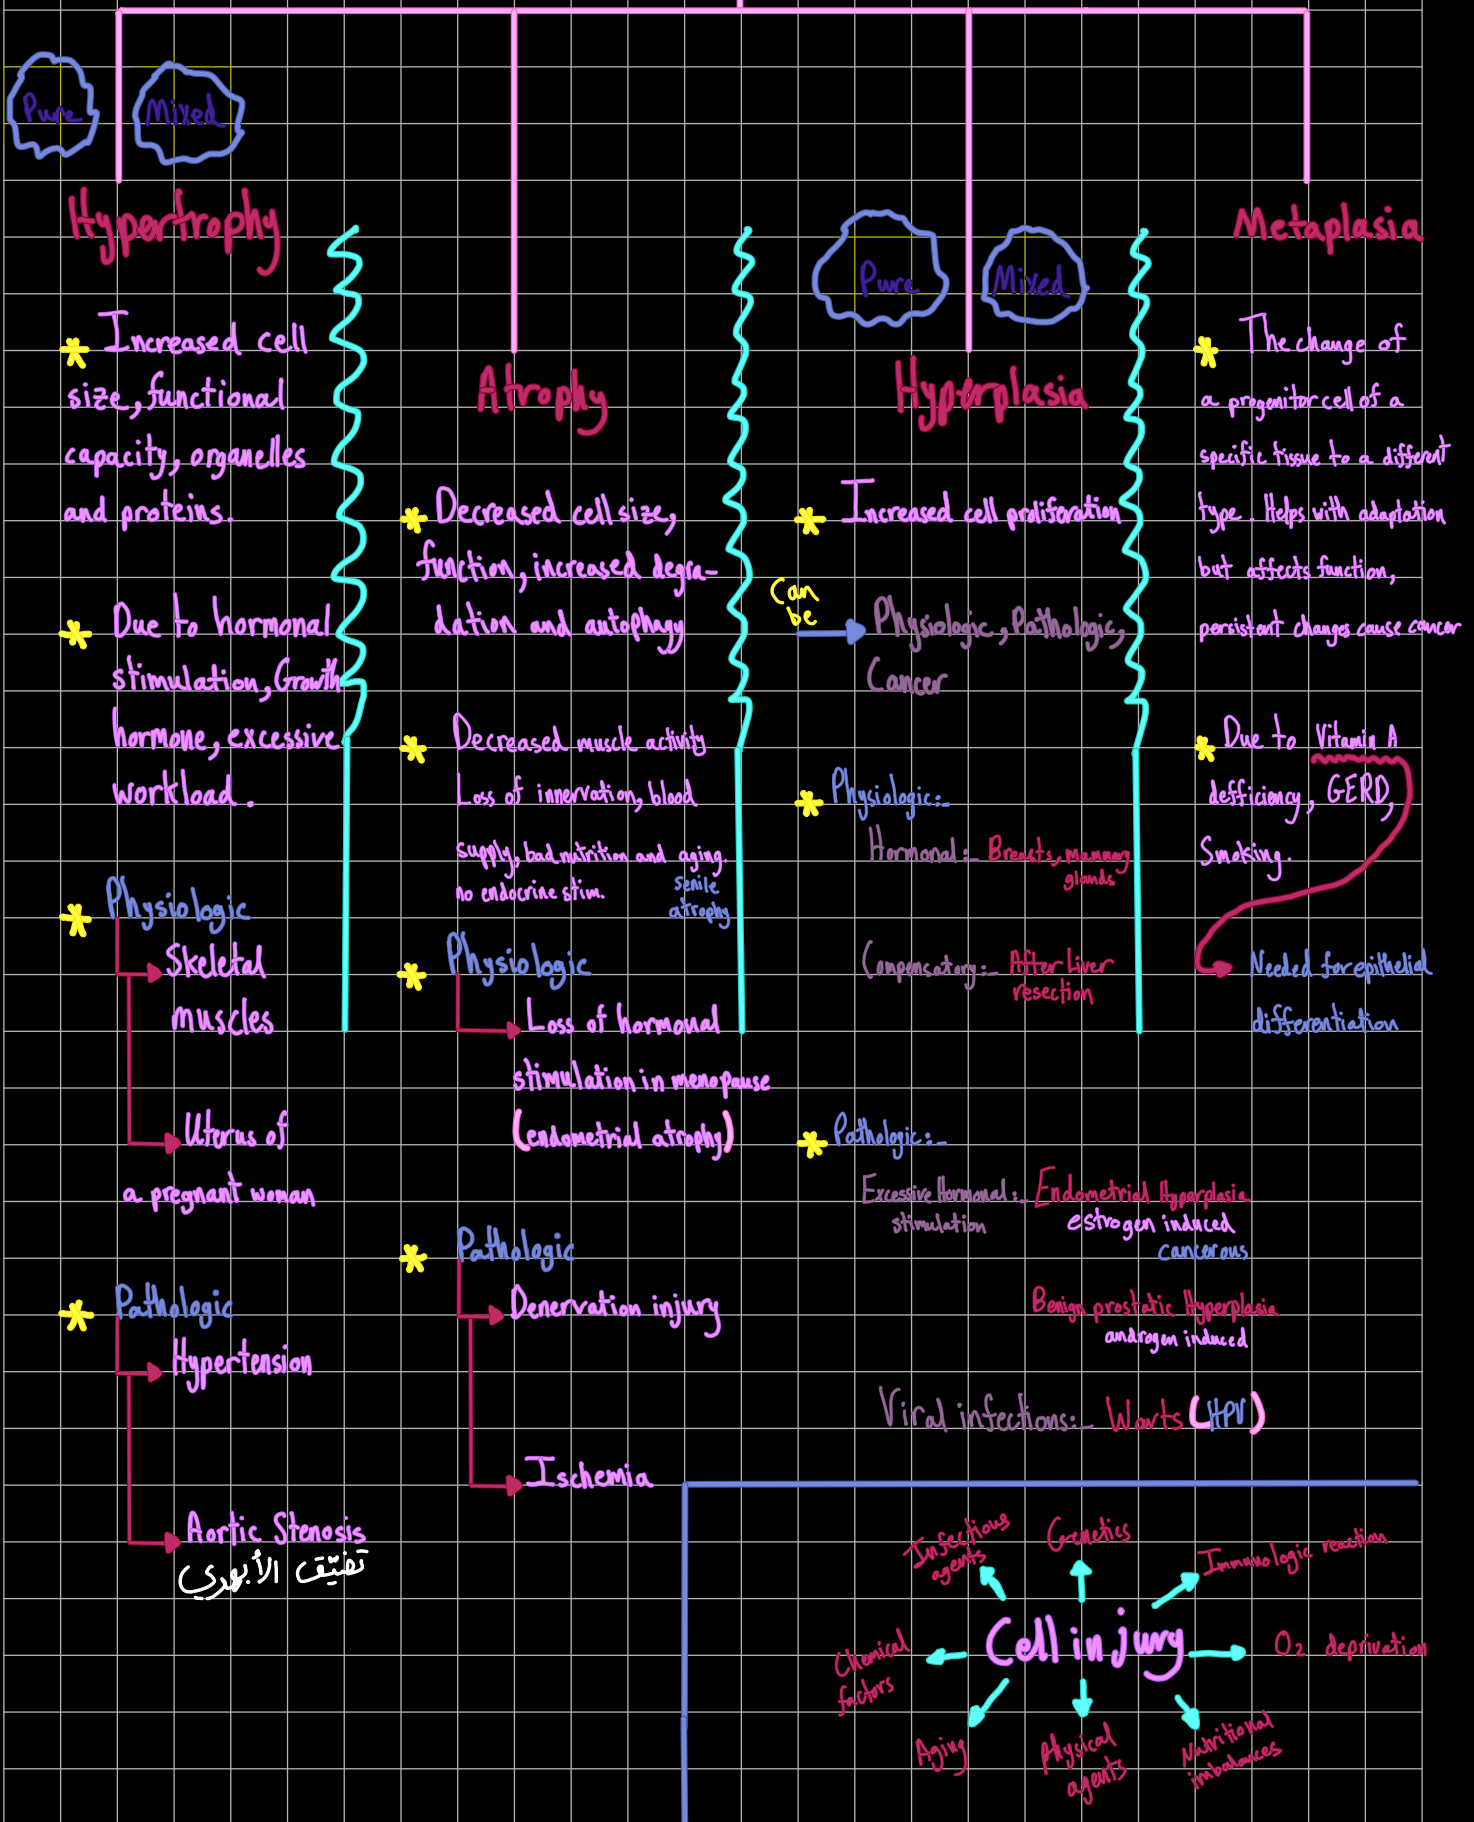 Pure
Mixed
Hypertrophy
* Increased cell
size, functional
capacity, organelles
and proteins.
* Due to hormonal
stimulation, Growth
hormone, excessive
workload.
* Physiologic
Skeletal
muscles
Uterus of
a pregnant woman
* Pathologic
Hypertension
Aortic Stenosis
تضيّق الأبهري
Atrophy
* Decreased cell size,
function, increased degra-
dation and autophagy
* Decreased muscle activity
Loss of innervation, blood
supply, bad nutrition and aging.
no endocrine stim.
senile
atrophy
* Physiologic
Loss of hormonal
stimulation in menopause
(endometrial atrophy)
* Pathologic
Denervation injury
Ischemia
Pure
Mixed
Hyperplasia
* Increased cell proliferation
Can
be
Physiologic, Pathologic,
Cancer
* Physiologic:-
Hormonal:- Breasts, mammary
glands
Compensatory:- After Liver
resection
* Pathologic:-
Excessive Hormonal:- Endometrial Hyperplasia
stimulation
estrogen induced
cancerous
Benign prostatic Hyperplasia
androgen induced
Viral infections:- Warts (HPV)
Metaplasia
* The change of
a progenitor cell of a
specific tissue to a different
type. Helps with adaptation
but affects function,
persistant changes cause cancer
* Due to Vitamin A
defficiency, GERD,
Smoking.
Needed for epithelial
differentiation
Cell injury
Infectious
agents
Genetics
Immunologic reaction
O2 deprivation
Nutritional
imbalances
Physical
agents
Aging
Chemical
factors